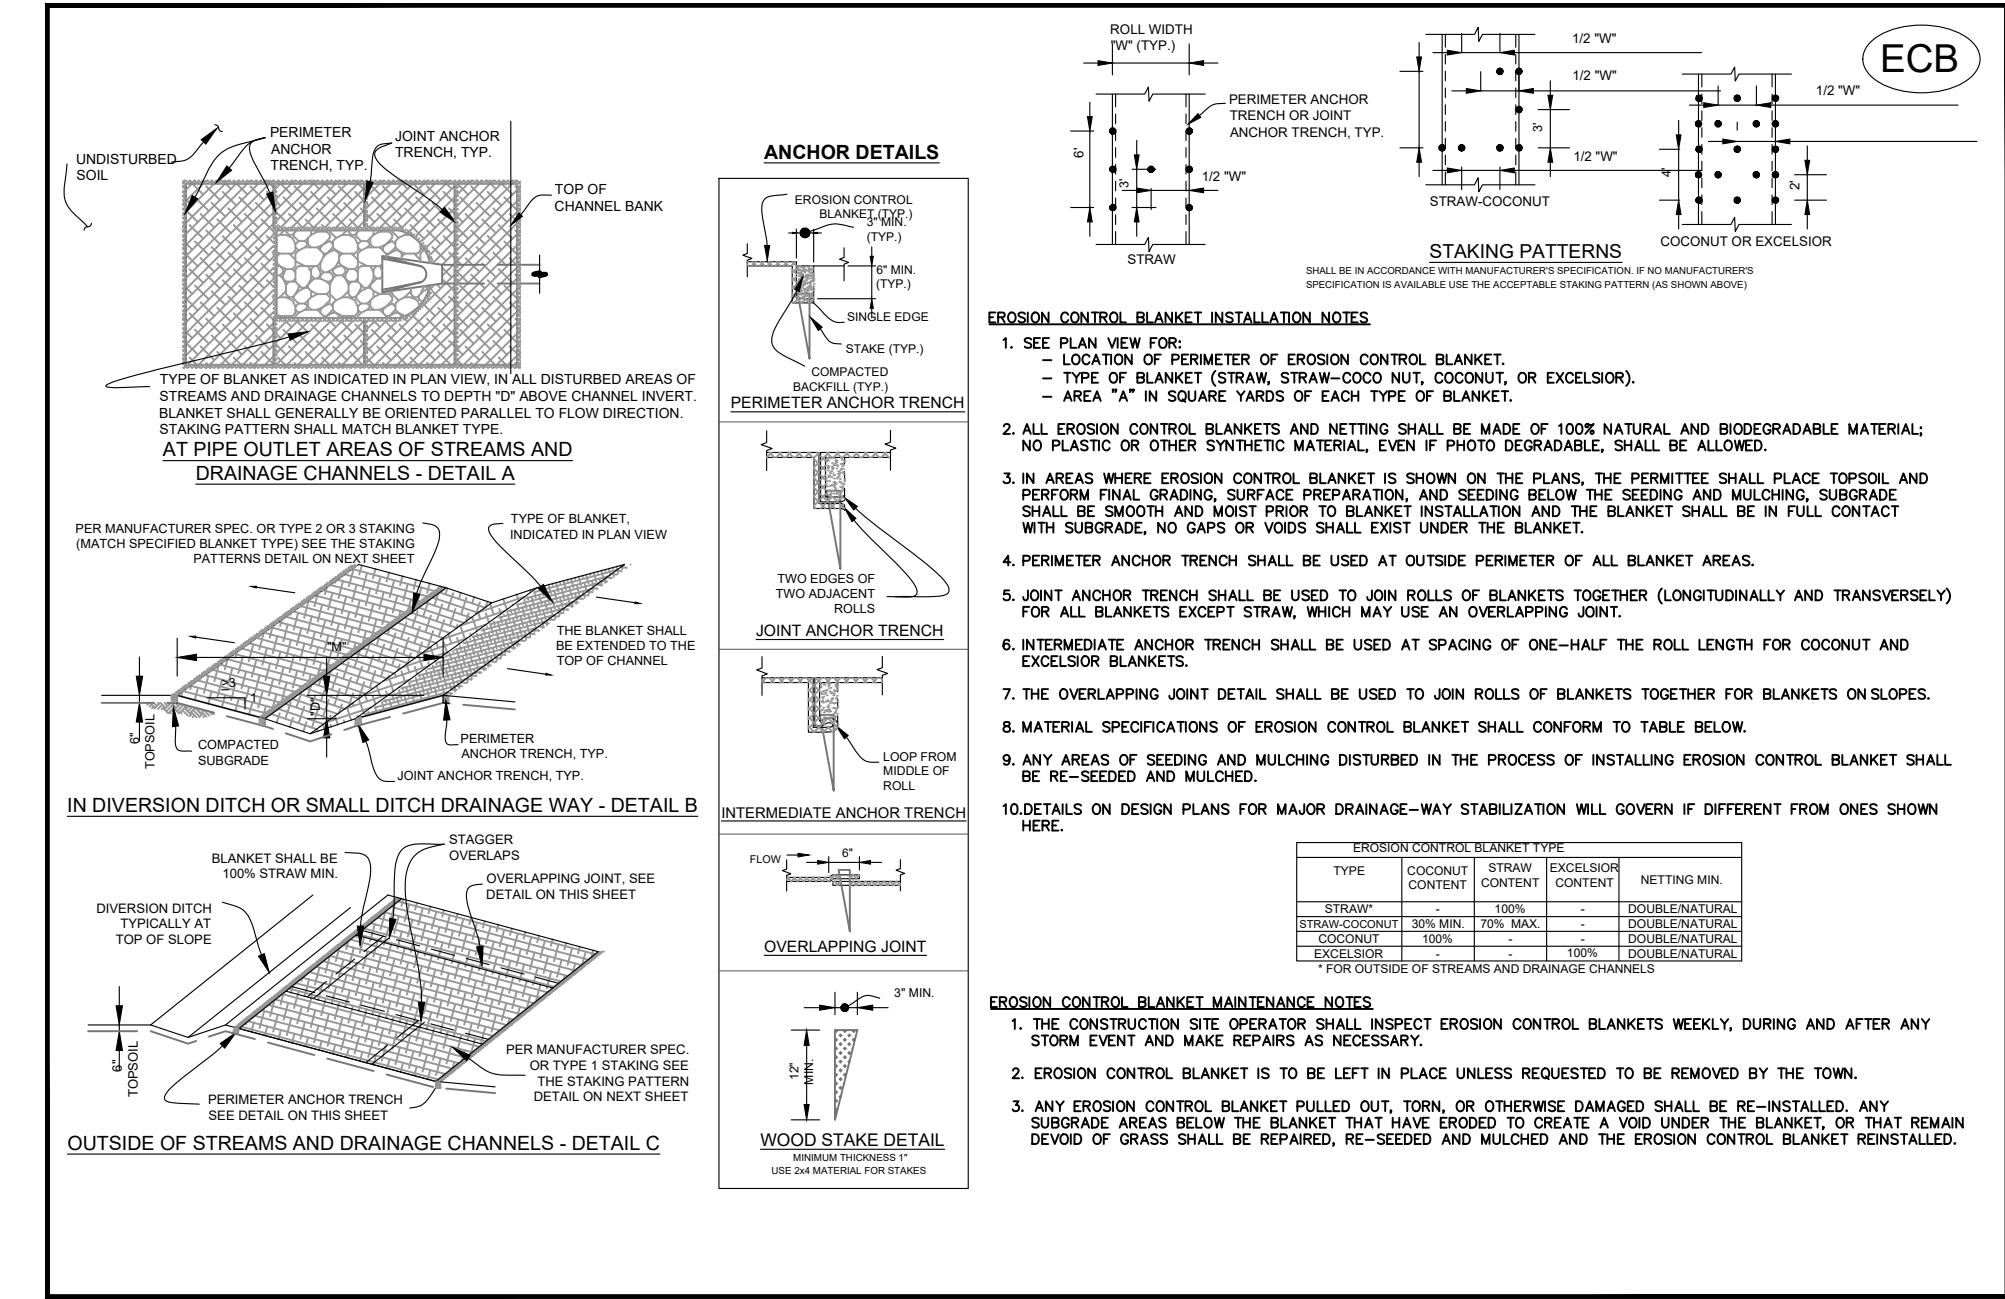 ECB
UNDISTURBED
SOIL
PERIMETER
ANCHOR
TRENCH, TYP.
JOINT ANCHOR
TRENCH, TYP.
TOP OF
CHANNEL BANK
TYPE OF BLANKET AS INDICATED IN PLAN VIEW, IN ALL DISTURBED AREAS OF
STREAMS AND DRAINAGE CHANNELS TO DEPTH "D" ABOVE CHANNEL INVERT.
BLANKET SHALL GENERALLY BE ORIENTED PARALLEL TO FLOW DIRECTION.
STAKING PATTERN SHALL MATCH BLANKET TYPE.
AT PIPE OUTLET AREAS OF STREAMS AND
DRAINAGE CHANNELS - DETAIL A
PER MANUFACTURER SPEC. OR TYPE 2 OR 3 STAKING
(MATCH SPECIFIED BLANKET TYPE) SEE THE STAKING
PATTERNS DETAIL ON NEXT SHEET
TYPE OF BLANKET,
INDICATED IN PLAN VIEW
THE BLANKET SHALL
BE EXTENDED TO THE
TOP OF CHANNEL
"M"
≥3
1
"D"
6"
TOPSOIL
COMPACTED
SUBGRADE
PERIMETER
ANCHOR TRENCH, TYP.
JOINT ANCHOR TRENCH, TYP.
IN DIVERSION DITCH OR SMALL DITCH DRAINAGE WAY - DETAIL B
STAGGER
OVERLAPS
BLANKET SHALL BE
100% STRAW MIN.
OVERLAPPING JOINT, SEE
DETAIL ON THIS SHEET
DIVERSION DITCH
TYPICALLY AT
TOP OF SLOPE
6"
TOPSOIL
PER MANUFACTURER SPEC.
OR TYPE 1 STAKING SEE
THE STAKING PATTERN
DETAIL ON NEXT SHEET
PERIMETER ANCHOR TRENCH
SEE DETAIL ON THIS SHEET
OUTSIDE OF STREAMS AND DRAINAGE CHANNELS - DETAIL C
ANCHOR DETAILS
EROSION CONTROL
BLANKET (TYP.)
3" MIN.
(TYP.)
6" MIN.
(TYP.)
SINGLE EDGE
STAKE (TYP.)
COMPACTED
BACKFILL (TYP.)
PERIMETER ANCHOR TRENCH
TWO EDGES OF
TWO ADJACENT
ROLLS
JOINT ANCHOR TRENCH
LOOP FROM
MIDDLE OF
ROLL
INTERMEDIATE ANCHOR TRENCH
FLOW
6"
OVERLAPPING JOINT
3" MIN.
12"
MIN.
WOOD STAKE DETAIL
MINIMUM THICKNESS 1"
USE 2x4 MATERIAL FOR STAKES
ROLL WIDTH
"W" (TYP.)
PERIMETER ANCHOR
TRENCH OR JOINT
ANCHOR TRENCH, TYP.
6'
3'
1/2 "W"
STRAW
1/2 "W"
1/2 "W"
3'
1/2 "W"
STRAW-COCONUT
1/2 "W"
4'
2'
COCONUT OR EXCELSIOR
STAKING PATTERNS
SHALL BE IN ACCORDANCE WITH MANUFACTURER'S SPECIFICATION. IF NO MANUFACTURER'S
SPECIFICATION IS AVAILABLE USE THE ACCEPTABLE STAKING PATTERN (AS SHOWN ABOVE)
EROSION CONTROL BLANKET INSTALLATION NOTES
1. SEE PLAN VIEW FOR:
– LOCATION OF PERIMETER OF EROSION CONTROL BLANKET.
– TYPE OF BLANKET (STRAW, STRAW–COCO NUT, COCONUT, OR EXCELSIOR).
– AREA "A" IN SQUARE YARDS OF EACH TYPE OF BLANKET.
2. ALL EROSION CONTROL BLANKETS AND NETTING SHALL BE MADE OF 100% NATURAL AND BIODEGRADABLE MATERIAL;
NO PLASTIC OR OTHER SYNTHETIC MATERIAL, EVEN IF PHOTO DEGRADABLE, SHALL BE ALLOWED.
3. IN AREAS WHERE EROSION CONTROL BLANKET IS SHOWN ON THE PLANS, THE PERMITTEE SHALL PLACE TOPSOIL AND
PERFORM FINAL GRADING, SURFACE PREPARATION, AND SEEDING BELOW THE SEEDING AND MULCHING, SUBGRADE
SHALL BE SMOOTH AND MOIST PRIOR TO BLANKET INSTALLATION AND THE BLANKET SHALL BE IN FULL CONTACT
WITH SUBGRADE, NO GAPS OR VOIDS SHALL EXIST UNDER THE BLANKET.
4. PERIMETER ANCHOR TRENCH SHALL BE USED AT OUTSIDE PERIMETER OF ALL BLANKET AREAS.
5. JOINT ANCHOR TRENCH SHALL BE USED TO JOIN ROLLS OF BLANKETS TOGETHER (LONGITUDINALLY AND TRANSVERSELY)
FOR ALL BLANKETS EXCEPT STRAW, WHICH MAY USE AN OVERLAPPING JOINT.
6. INTERMEDIATE ANCHOR TRENCH SHALL BE USED AT SPACING OF ONE–HALF THE ROLL LENGTH FOR COCONUT AND
EXCELSIOR BLANKETS.
7. THE OVERLAPPING JOINT DETAIL SHALL BE USED TO JOIN ROLLS OF BLANKETS TOGETHER FOR BLANKETS ON SLOPES.
8. MATERIAL SPECIFICATIONS OF EROSION CONTROL BLANKET SHALL CONFORM TO TABLE BELOW.
9. ANY AREAS OF SEEDING AND MULCHING DISTURBED IN THE PROCESS OF INSTALLING EROSION CONTROL BLANKET SHALL
BE RE–SEEDED AND MULCHED.
10.DETAILS ON DESIGN PLANS FOR MAJOR DRAINAGE–WAY STABILIZATION WILL GOVERN IF DIFFERENT FROM ONES SHOWN
HERE.
EROSION CONTROL BLANKET TYPE
TYPE COCONUT CONTENT STRAW CONTENT EXCELSIOR CONTENT NETTING MIN.
STRAW* - 100% - DOUBLE/NATURAL
STRAW-COCONUT 30% MIN. 70% MAX. - DOUBLE/NATURAL
COCONUT 100% - - DOUBLE/NATURAL
EXCELSIOR - - 100% DOUBLE/NATURAL
* FOR OUTSIDE OF STREAMS AND DRAINAGE CHANNELS
EROSION CONTROL BLANKET MAINTENANCE NOTES
1. THE CONSTRUCTION SITE OPERATOR SHALL INSPECT EROSION CONTROL BLANKETS WEEKLY, DURING AND AFTER ANY
STORM EVENT AND MAKE REPAIRS AS NECESSARY.
2. EROSION CONTROL BLANKET IS TO BE LEFT IN PLACE UNLESS REQUESTED TO BE REMOVED BY THE TOWN.
3. ANY EROSION CONTROL BLANKET PULLED OUT, TORN, OR OTHERWISE DAMAGED SHALL BE RE–INSTALLED. ANY
SUBGRADE AREAS BELOW THE BLANKET THAT HAVE ERODED TO CREATE A VOID UNDER THE BLANKET, OR THAT REMAIN
DEVOID OF GRASS SHALL BE REPAIRED, RE–SEEDED AND MULCHED AND THE EROSION CONTROL BLANKET REINSTALLED.